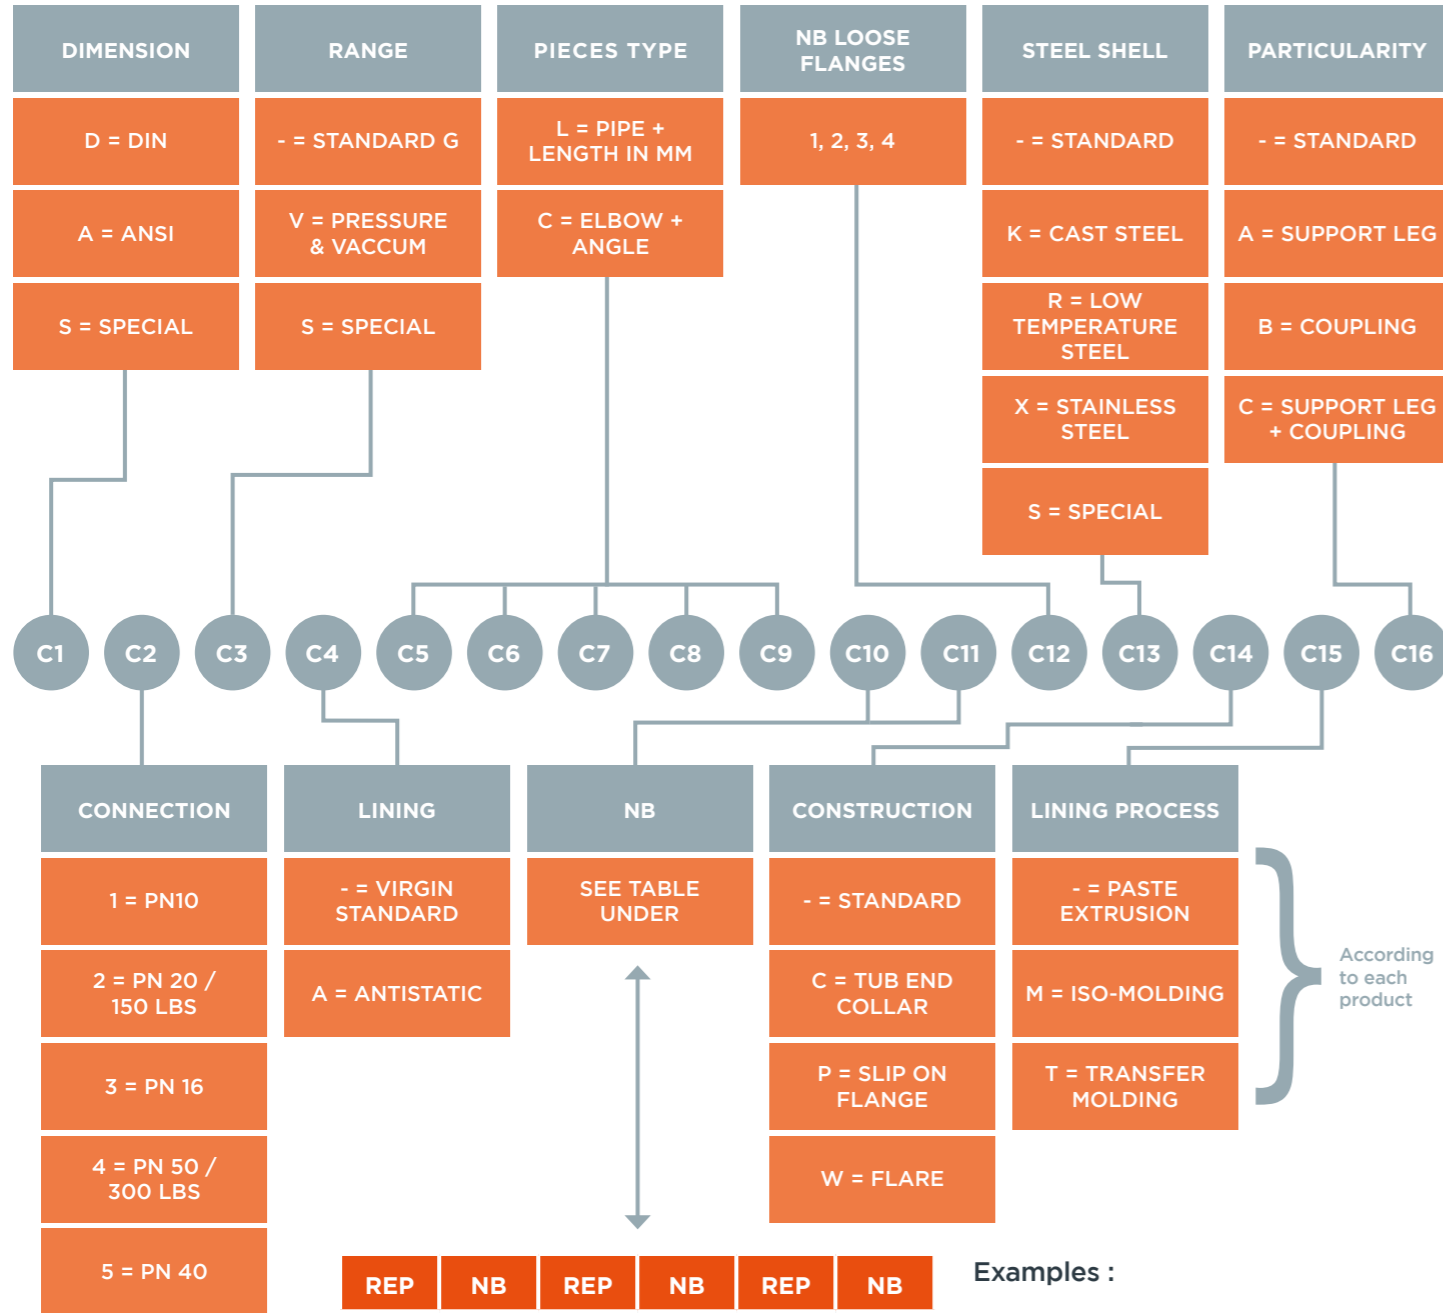 DIMENSION
D = DIN
A = ANSI
S = SPECIAL
RANGE
- = STANDARD G
V = PRESSURE
& VACCUM
S = SPECIAL
PIECES TYPE
L = PIPE +
LENGTH IN MM
C = ELBOW +
ANGLE
NB LOOSE
FLANGES
1, 2, 3, 4
STEEL SHELL
- = STANDARD
K = CAST STEEL
R = LOW
TEMPERATURE
STEEL
X = STAINLESS
STEEL
S = SPECIAL
PARTICULARITY
- = STANDARD
A = SUPPORT LEG
B = COUPLING
C = SUPPORT LEG
+ COUPLING
C1 C2 C3 C4 C5 C6 C7 C8 C9 C10 C11 C12 C13 C14 C15 C16
CONNECTION
1 = PN10
2 = PN 20 /
150 LBS
3 = PN 16
4 = PN 50 /
300 LBS
5 = PN 40
LINING
- = VIRGIN
STANDARD
A = ANTISTATIC
NB
SEE TABLE
UNDER
CONSTRUCTION
- = STANDARD
C = TUB END
COLLAR
P = SLIP ON
FLANGE
W = FLARE
LINING PROCESS
- = PASTE
EXTRUSION
M = ISO-MOLDING
T = TRANSFER
MOLDING
According
to each
product
REP NB REP NB REP NB
Examples :